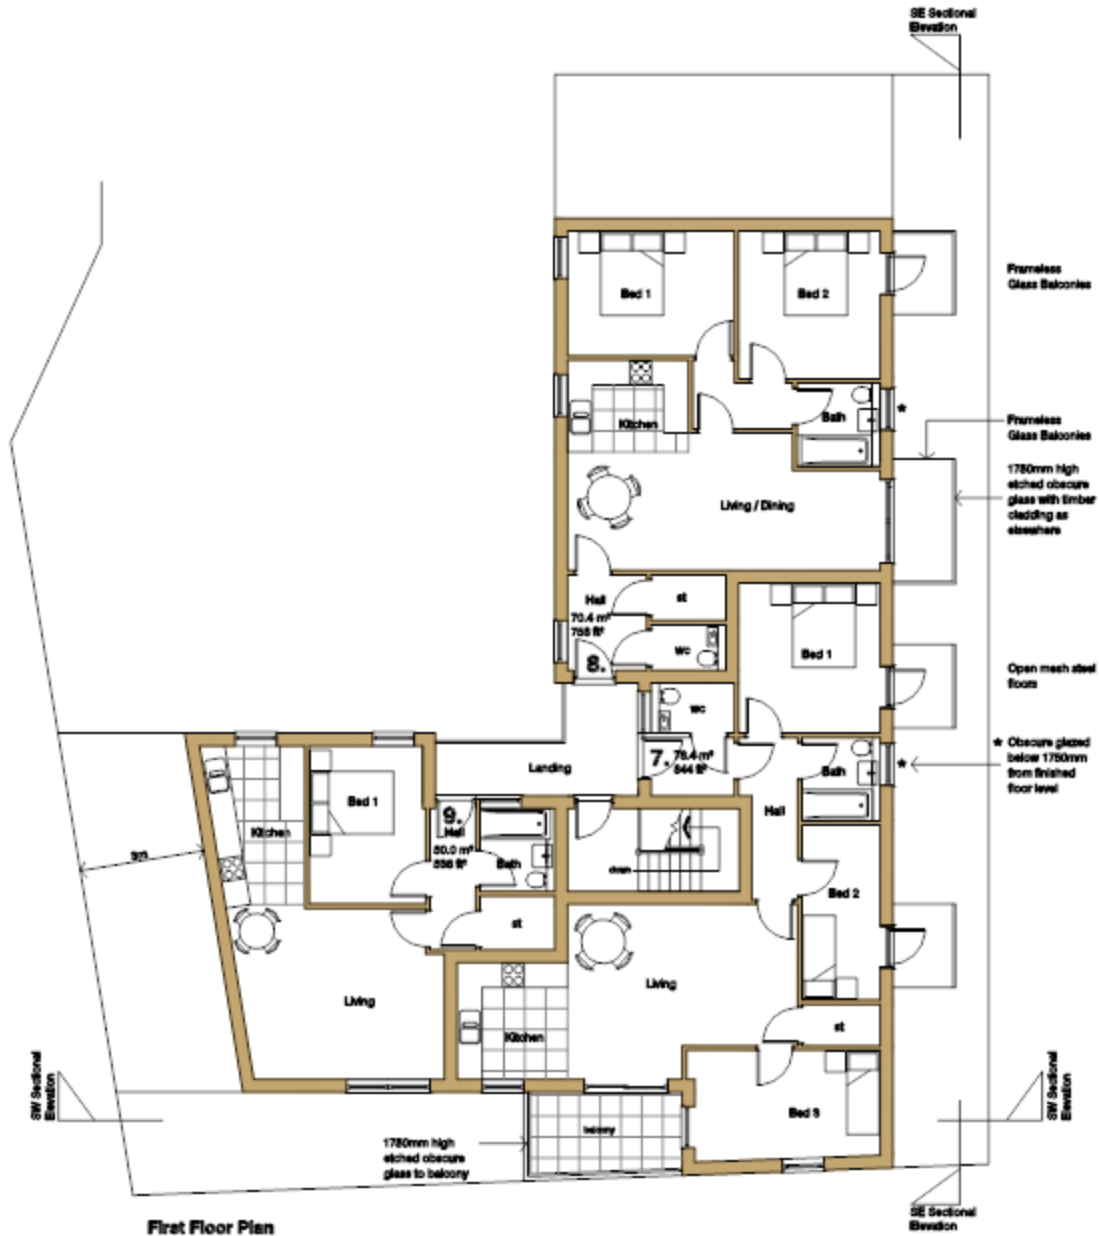 SE Sectional
Elevation
Frameless
Glass Balconies
Bed 1
Bed 2
Kitchen
Bath
*
Frameless
Glass Balconies
1750mm high
etched obscure
glass with timber
cladding as
elsewhere
Living / Dining
Hall
70.4 m²
758 ft²
st
wc
8.
Bed 1
Open mesh steel
floors
wc
7.
78.4 m²
844 ft²
Bath
*
* Obscure glazed
below 1750mm
from finished
floor level
Landing
Bed 1
Kitchen
9.
Hall
50.0 m²
538 ft²
Bath
Hall
down
3m
Bed 2
st
Living
Living
Kitchen
st
Bed 3
balcony
SW Sectional
Elevation
SW Sectional
Elevation
1750mm high
etched obscure
glass to balcony
SE Sectional
Elevation
First Floor Plan